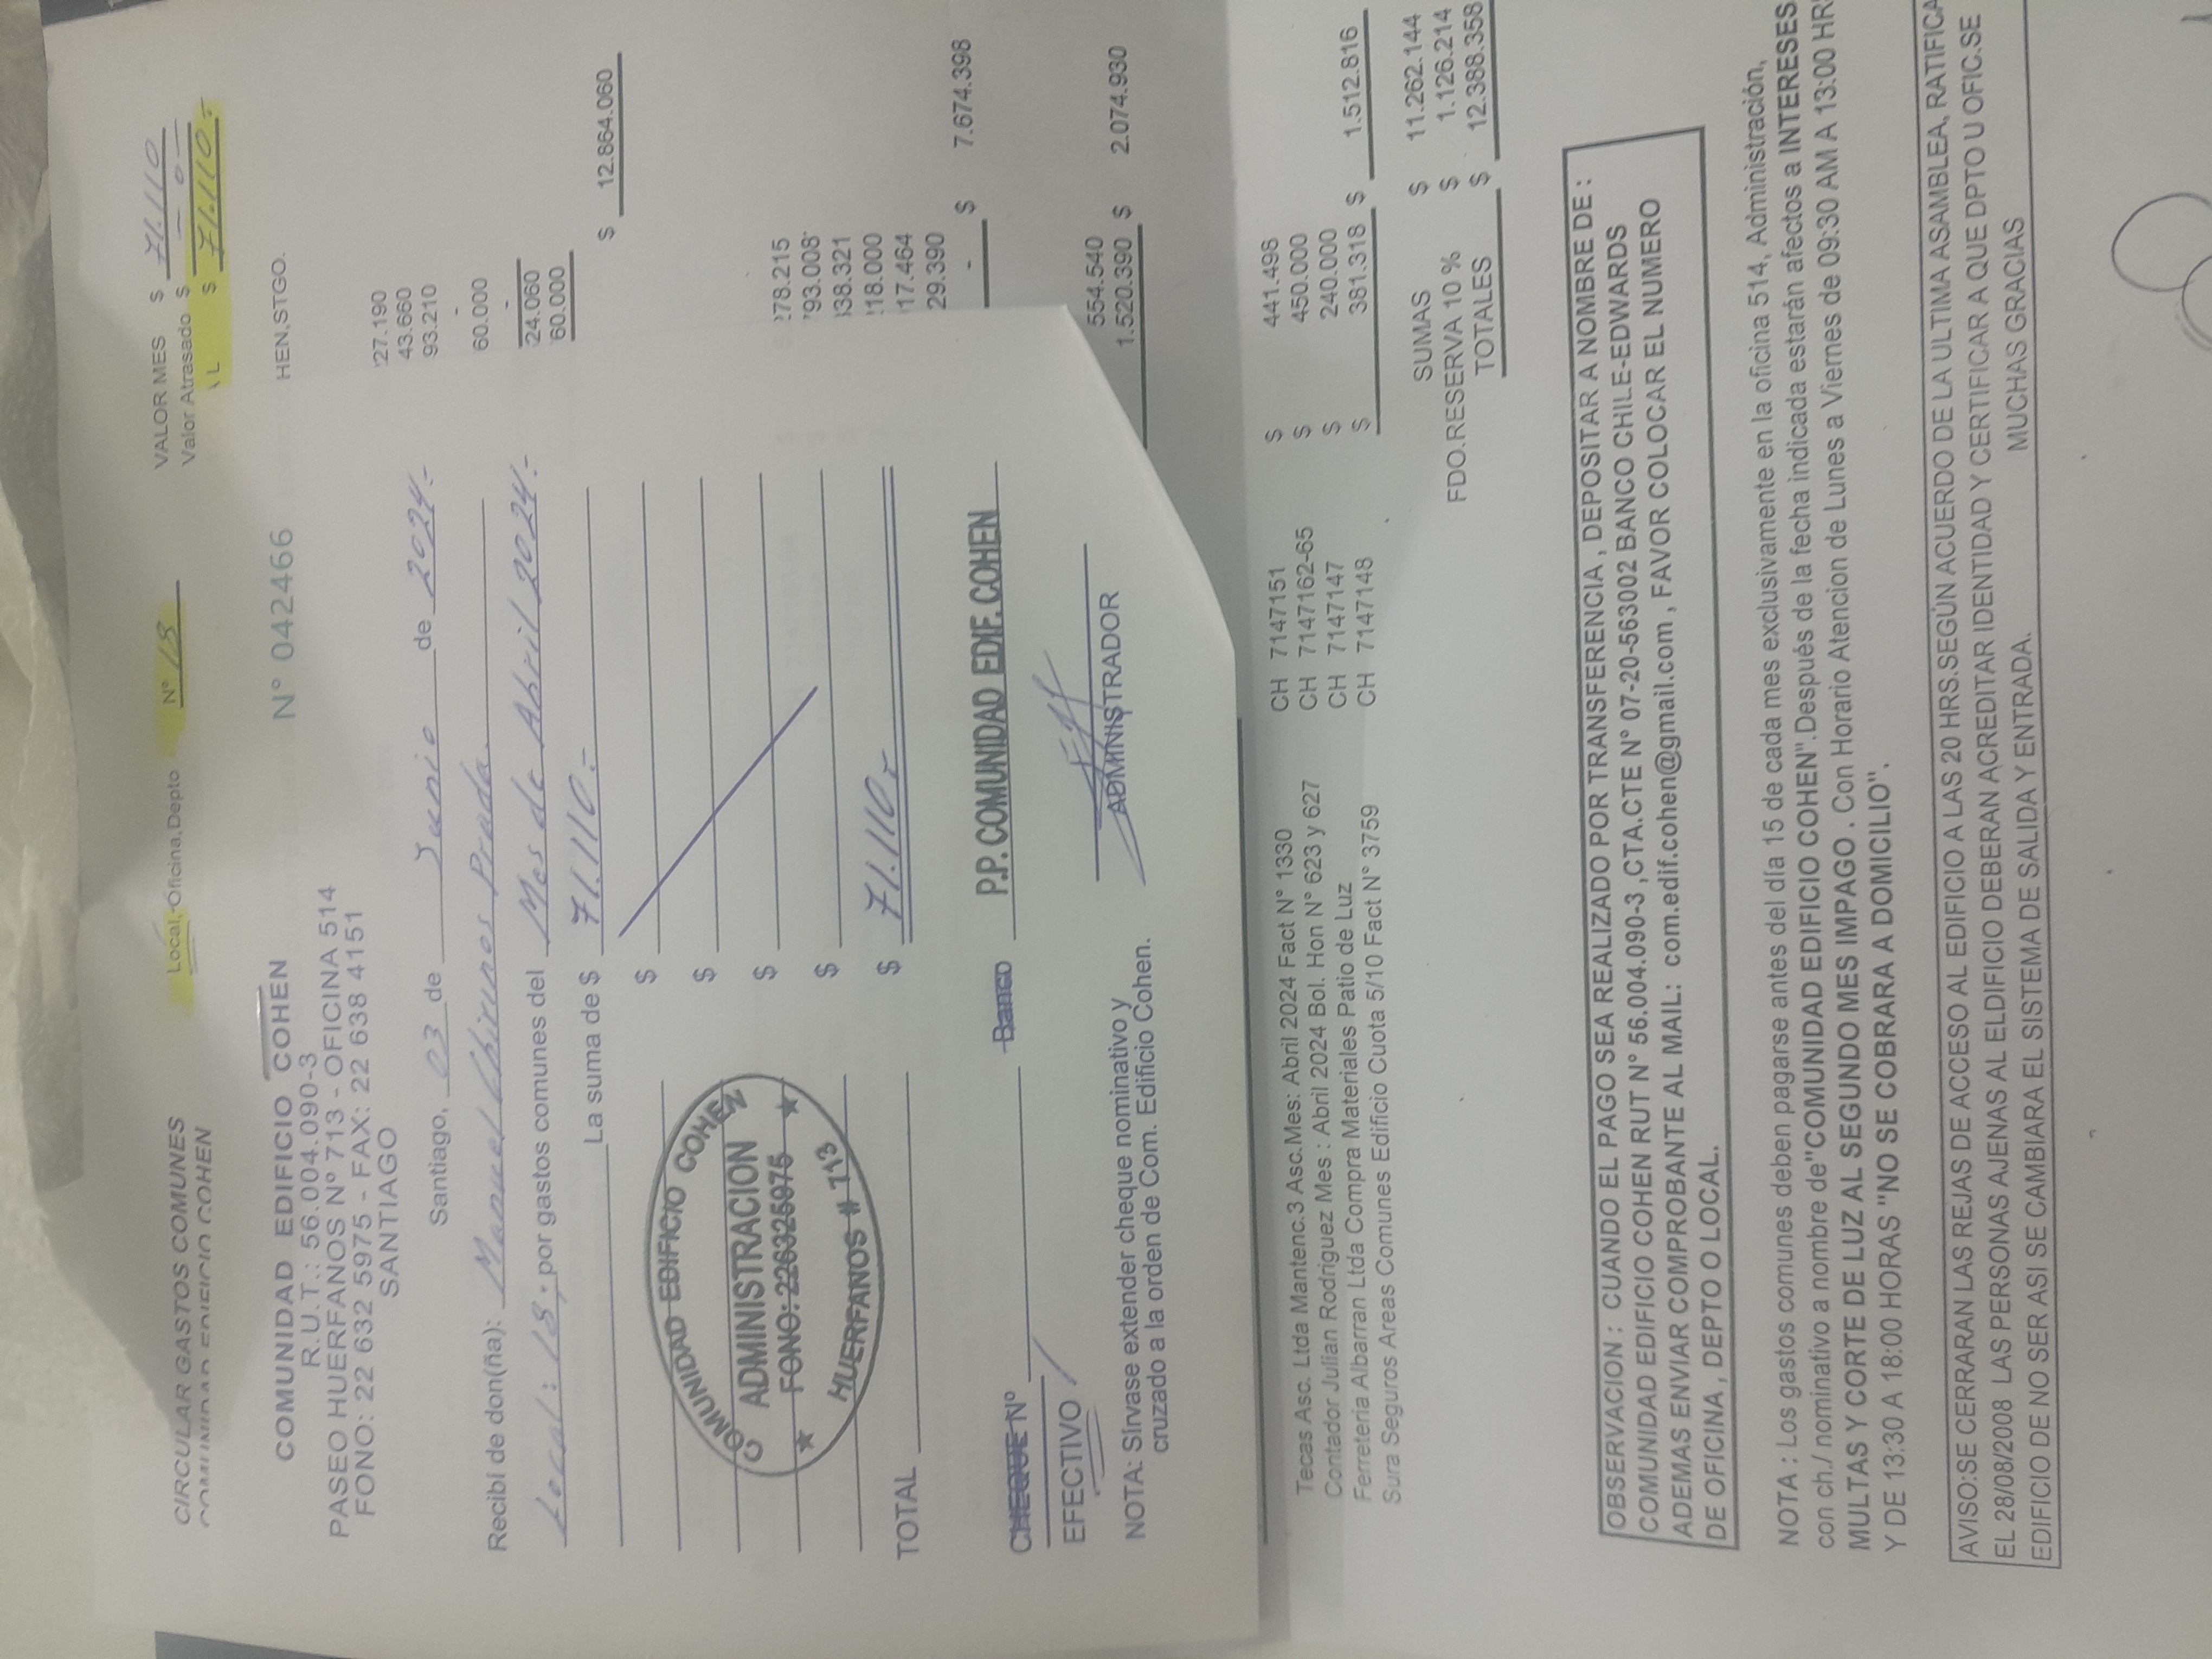 CIRCULAR GASTOS COMUNES
COMUNIDAD EDIFICIO COHEN
Local,-Oficina,Depto Nº 18
VALOR MES $ 71.110
Valor Atrasado $ - 0 -
AL $ 71.110.-
COMUNIDAD EDIFICIO COHEN
R.U.T.: 56.004.090-3
PASEO HUERFANOS Nº 713 - OFICINA 514
FONO: 22 632 5975 - FAX: 22 638 4151
SANTIAGO
N° 042466
HEN,STGO.
Santiago, 03 de Junio de 2024.-
Recibí de don(ña): Manuel Chirinos Prada.
Local: 18; por gastos comunes del Mes de Abril 2024.-
La suma de $ 71.110.-
$
$
$
$
COMUNIDAD EDIFICIO COHEN
ADMINISTRACION
FONO: 226325975
HUERFANOS # 713
TOTAL $ 71.110.-
CHEQUE Nº Banco P.P. COMUNIDAD EDIF. COHEN
EFECTIVO
ADMINISTRADOR
NOTA: Sírvase extender cheque nominativo y
cruzado a la orden de Com. Edificio Cohen.
27.190
43.660
93.210
-
60.000
-
24.060
60.000
$ 12.864.060
278.215
793.008
38.321
18.000
17.464
29.390
- $ 7.674.398
554.540
1.520.390 $ 2.074.930
Tecas Asc. Ltda Mantenc.3 Asc.Mes: Abril 2024 Fact N° 1330 CH 7147151 $ 441.498
Contador Julian Rodriguez Mes : Abril 2024 Bol. Hon N° 623 y 627 CH 7147162-65 $ 450.000
Ferreteria Albarran Ltda Compra Materiales Patio de Luz CH 7147147 $ 240.000
Sura Seguros Areas Comunes Edificio Cuota 5/10 Fact N° 3759 CH 7147148 $ 381.318 $ 1.512.816
SUMAS $ 11.262.144
FDO.RESERVA 10 % $ 1.126.214
TOTALES $ 12.388.358
OBSERVACION : CUANDO EL PAGO SEA REALIZADO POR TRANSFERENCIA , DEPOSITAR A NOMBRE DE :
COMUNIDAD EDIFICIO COHEN RUT N° 56.004.090-3 ,CTA.CTE N° 07-20-563002 BANCO CHILE-EDWARDS
ADEMAS ENVIAR COMPROBANTE AL MAIL: com.edif.cohen@gmail.com , FAVOR COLOCAR EL NUMERO
DE OFICINA , DEPTO O LOCAL.
NOTA : Los gastos comunes deben pagarse antes del día 15 de cada mes exclusivamente en la oficina 514, Administración,
con ch./ nominativo a nombre de"COMUNIDAD EDIFICIO COHEN".Después de la fecha indicada estarán afectos a INTERESES
MULTAS Y CORTE DE LUZ AL SEGUNDO MES IMPAGO . Con Horario Atencion de Lunes a Viernes de 09:30 AM A 13:00 HR
Y DE 13:30 A 18:00 HORAS "NO SE COBRARA A DOMICILIO".
AVISO:SE CERRARAN LAS REJAS DE ACCESO AL EDIFICIO A LAS 20 HRS.SEGÚN ACUERDO DE LA ULTIMA ASAMBLEA, RATIFICA
EL 28/08/2008 LAS PERSONAS AJENAS AL ELDIFICIO DEBERAN ACREDITAR IDENTIDAD Y CERTIFICAR A QUE DPTO U OFIC.SE
EDIFICIO DE NO SER ASI SE CAMBIARA EL SISTEMA DE SALIDA Y ENTRADA. MUCHAS GRACIAS